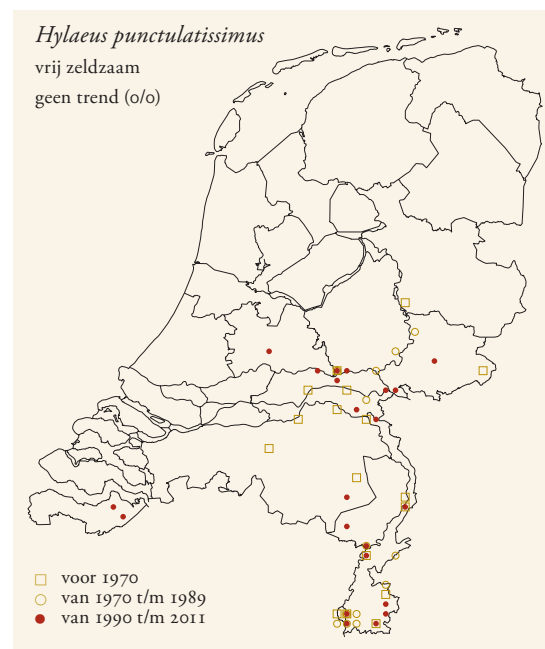 Hylaeus punctulatissimus
vrij zeldzaam
geen trend (0/0)
voor 1970
van 1970 t/m 1989
van 1990 t/m 2011